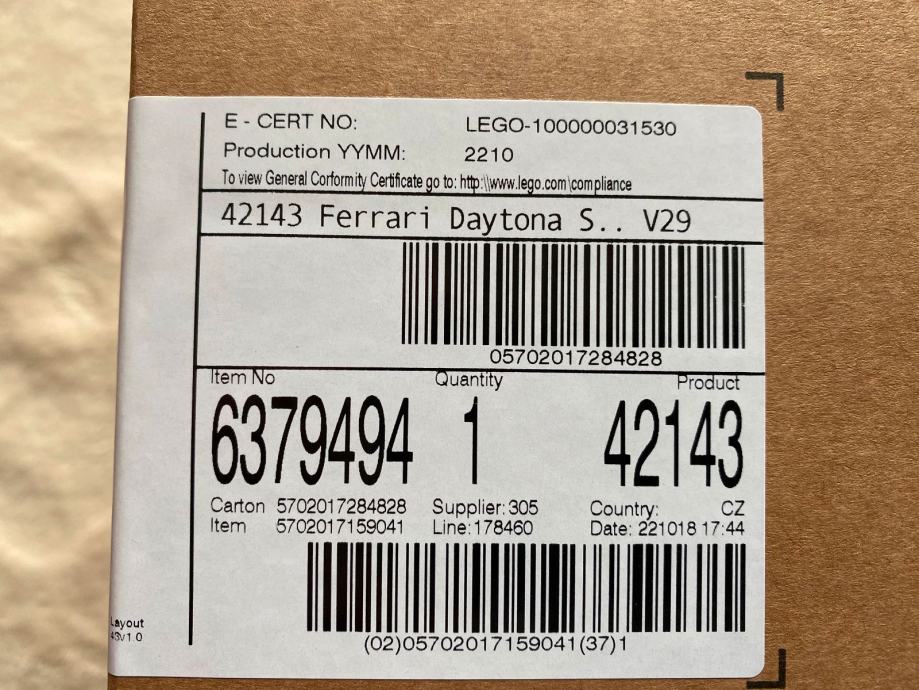 E - CERT NO: LEGO-100000031530
Production YYMM: 2210
To view General Conformity Certificate go to: http:\\www.lego.com\compliance
42143 Ferrari Daytona S.. V29
05702017284828
Item No Quantity Product
6379494 1 42143
Carton 5702017284828 Supplier: 305 Country: CZ
Item 5702017159041 Line: 178460 Date: 221018 17:44
(02)05702017159041(37)1
Layout
v1.0